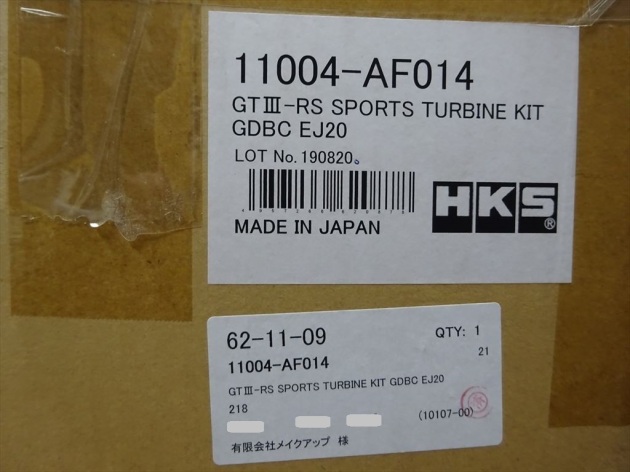 11004-AF014
GTⅢ-RS SPORTS TURBINE KIT
GDBC EJ20
LOT No. 190820。
HKS®
MADE IN JAPAN
62-11-09
QTY: 1
11004-AF014
21
GTⅢ-RS SPORTS TURBINE KIT GDBC EJ20
218
(10107-00)
有限会社メイクアップ 様